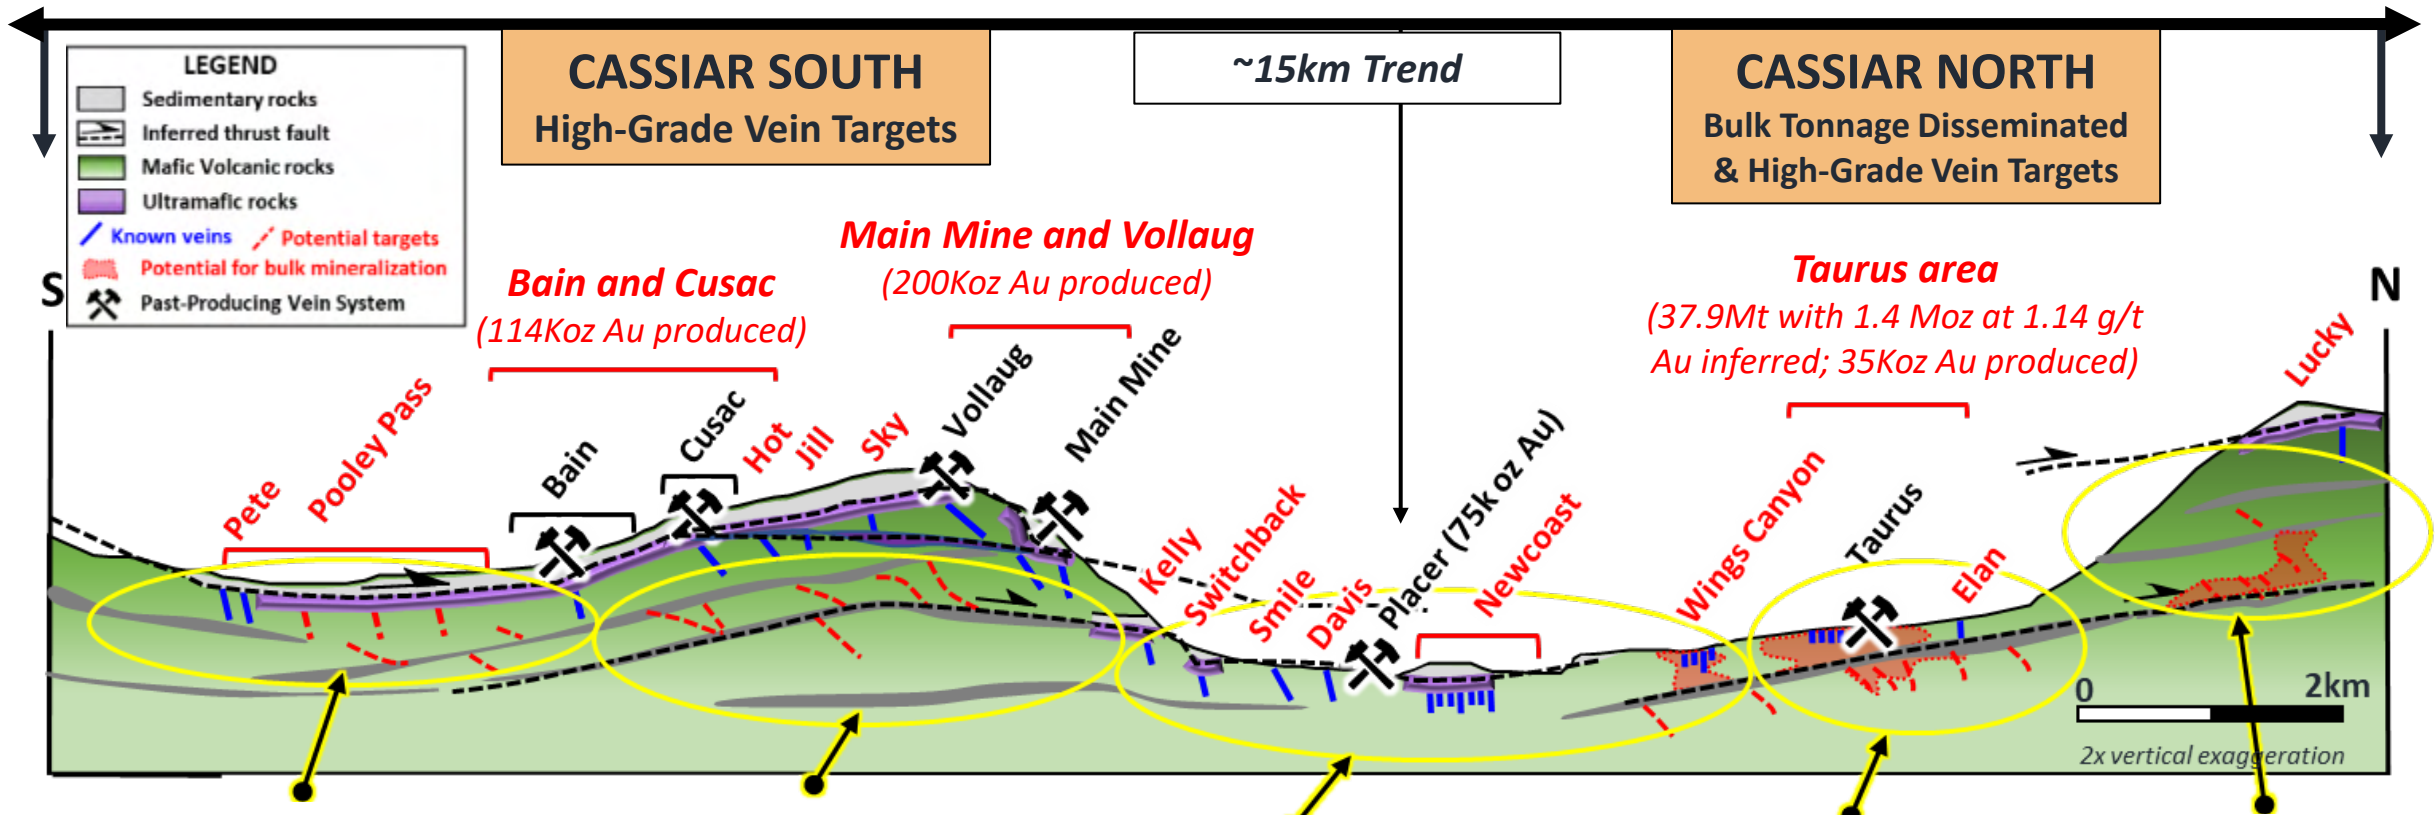 CASSIAR SOUTH
High-Grade Vein Targets
~15km Trend
CASSIAR NORTH
Bulk Tonnage Disseminated
& High-Grade Vein Targets
LEGEND
Sedimentary rocks
Inferred thrust fault
Mafic Volcanic rocks
Ultramafic rocks
Known veins
Potential targets
Potential for bulk mineralization
Past-Producing Vein System
S
N
Bain and Cusac
(114Koz Au produced)
Main Mine and Vollaug
(200Koz Au produced)
Taurus area
(37.9Mt with 1.4 Moz at 1.14 g/t
Au inferred; 35Koz Au produced)
Pete
Pooley Pass
Bain
Cusac
Hot
Jill
Sky
Vollaug
Main Mine
Kelly
Switchback
Smile
Davis
Placer (75k oz Au)
Newcoast
Wings Canyon
Taurus
Elan
Lucky
0
2km
2x vertical exaggeration